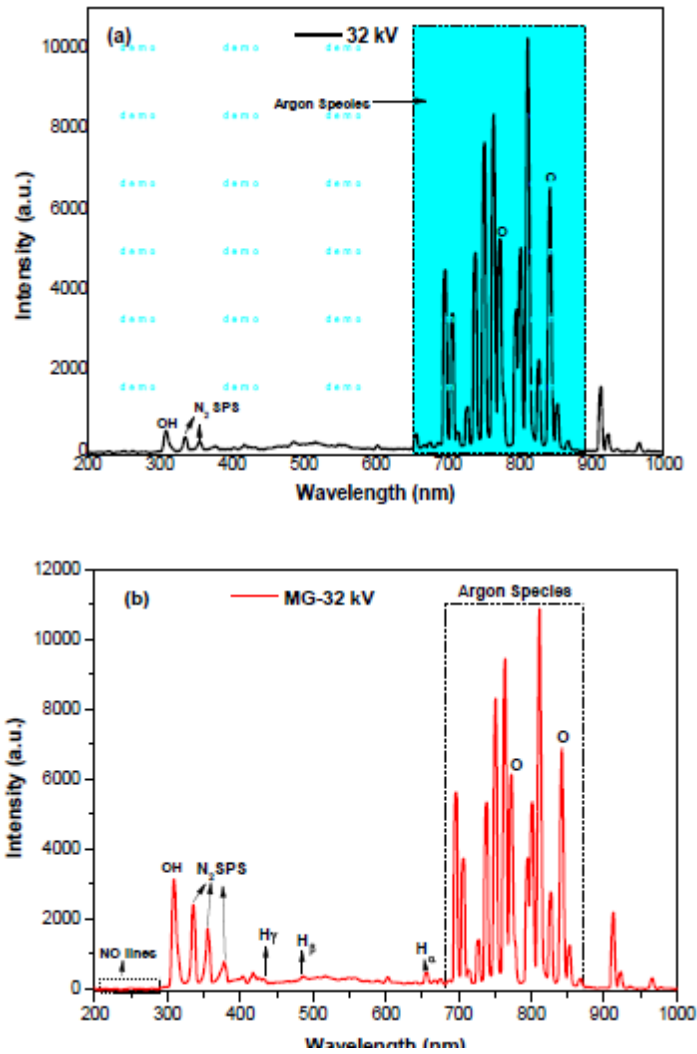 (a)
32 kV
demo demo demo
Argon Species
demo demo demo
demo demo demo
demo demo demo
demo demo demo
demo demo demo
OH
N2 SPS
O
O
10000
8000
6000
4000
2000
0
Intensity (a.u.)
200 300 400 500 600 700 800 900 1000
Wavelength (nm)
(b)
MG-32 kV
Argon Species
12000
10000
8000
6000
4000
2000
0
Intensity (a.u.)
NO lines
OH
N2SPS
Hγ
Hβ
Hα
O
O
200 300 400 500 600 700 800 900 1000
Wavelength (nm)